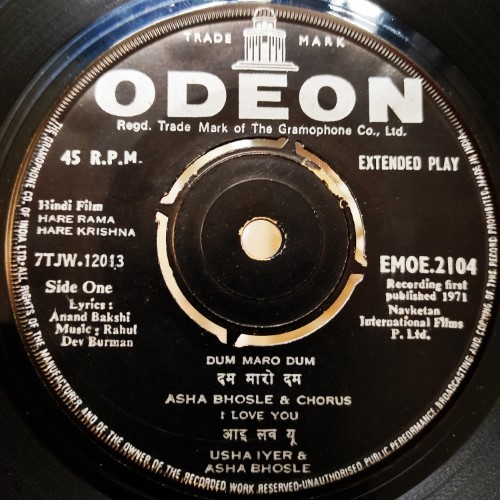 TRADE MARK
ODEON
Regd. Trade Mark of The Gramophone Co., Ltd.
45 R.P.M.
EXTENDED PLAY
Hindi Film
HARE RAMA
HARE KRISHNA
7TJW.12013
EMOE.2104
Side One
Lyrics :
Anand Bakshi
Music : Rahul
Dev Burman
Recording first
published 1971
Navketan
International Films
P. Ltd.
DUM MARO DUM
दम मारो दम
ASHA BHOSLE & CHORUS
I LOVE YOU
आइ लव यू
USHA IYER &
ASHA BHOSLE
THE GRAMOPHONE CO. OF INDIA LTD. ALL RIGHTS OF THE MANUFACTURER, AND OF THE OWNER OF THE RECORDED WORK RESERVED-UNAUTHORISED PUBLIC PERFORMANCE, BROADCASTING AND COPYING OF THIS RECORD PROHIBITED. MADE IN INDIA.